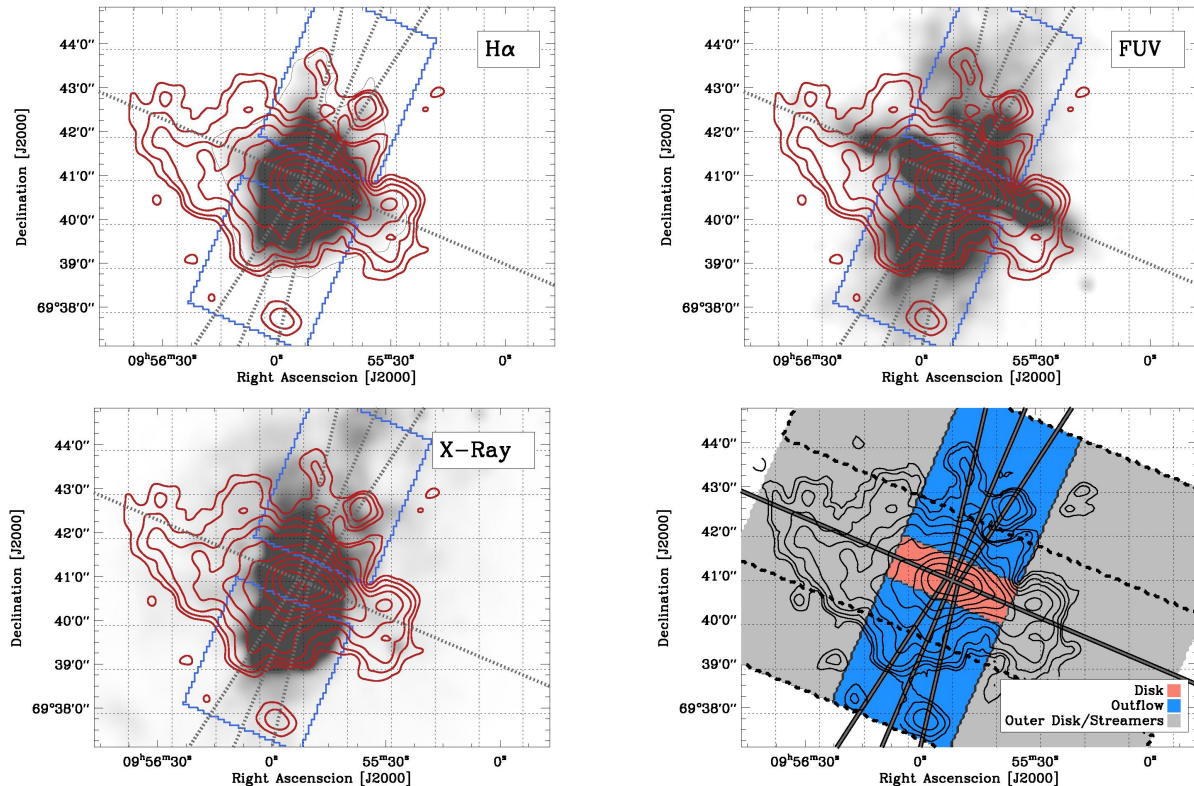 Hα
44'0"
43'0"
42'0"
41'0"
40'0"
39'0"
69°38'0"
Declination [J2000]
09ʰ56ᵐ30ˢ
0ˢ
55ᵐ30ˢ
0ˢ
Right Ascenscion [J2000]
FUV
44'0"
43'0"
42'0"
41'0"
40'0"
39'0"
69°38'0"
Declination [J2000]
09ʰ56ᵐ30ˢ
0ˢ
55ᵐ30ˢ
0ˢ
Right Ascenscion [J2000]
X-Ray
44'0"
43'0"
42'0"
41'0"
40'0"
39'0"
69°38'0"
Declination [J2000]
09ʰ56ᵐ30ˢ
0ˢ
55ᵐ30ˢ
0ˢ
Right Ascenscion [J2000]
44'0"
43'0"
42'0"
41'0"
40'0"
39'0"
69°38'0"
Declination [J2000]
Disk
Outflow
Outer Disk/Streamers
09ʰ56ᵐ30ˢ
0ˢ
55ᵐ30ˢ
0ˢ
Right Ascenscion [J2000]